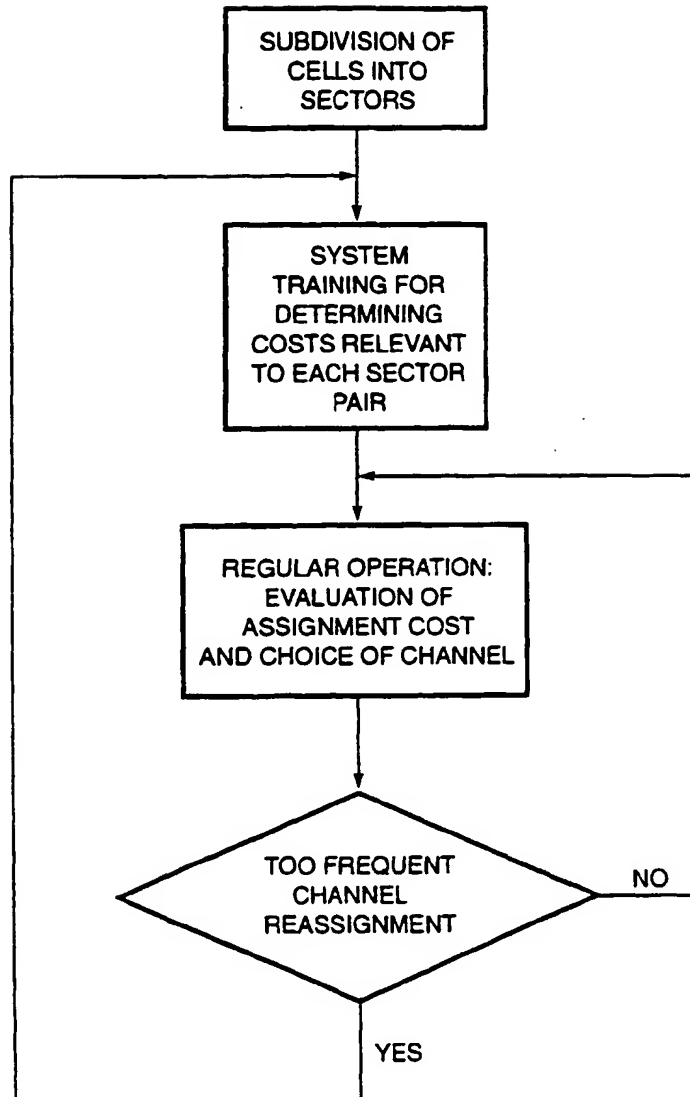 SUBDIVISION OF
CELLS INTO
SECTORS
SYSTEM
TRAINING FOR
DETERMINING
COSTS RELEVANT
TO EACH SECTOR
PAIR
REGULAR OPERATION:
EVALUATION OF
ASSIGNMENT COST
AND CHOICE OF CHANNEL
TOO FREQUENT
CHANNEL
REASSIGNMENT
NO
YES